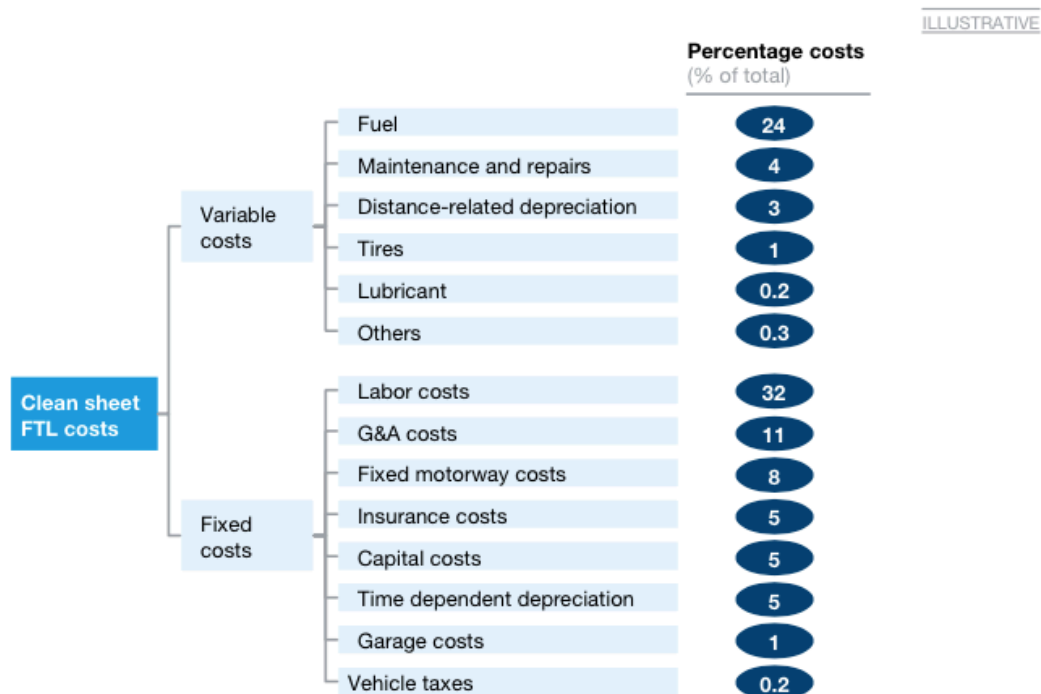 ILLUSTRATIVE
Percentage costs
(% of total)
Clean sheet
FTL costs
Variable
costs
Fuel 24
Maintenance and repairs 4
Distance-related depreciation 3
Tires 1
Lubricant 0.2
Others 0.3
Fixed
costs
Labor costs 32
G&A costs 11
Fixed motorway costs 8
Insurance costs 5
Capital costs 5
Time dependent depreciation 5
Garage costs 1
Vehicle taxes 0.2